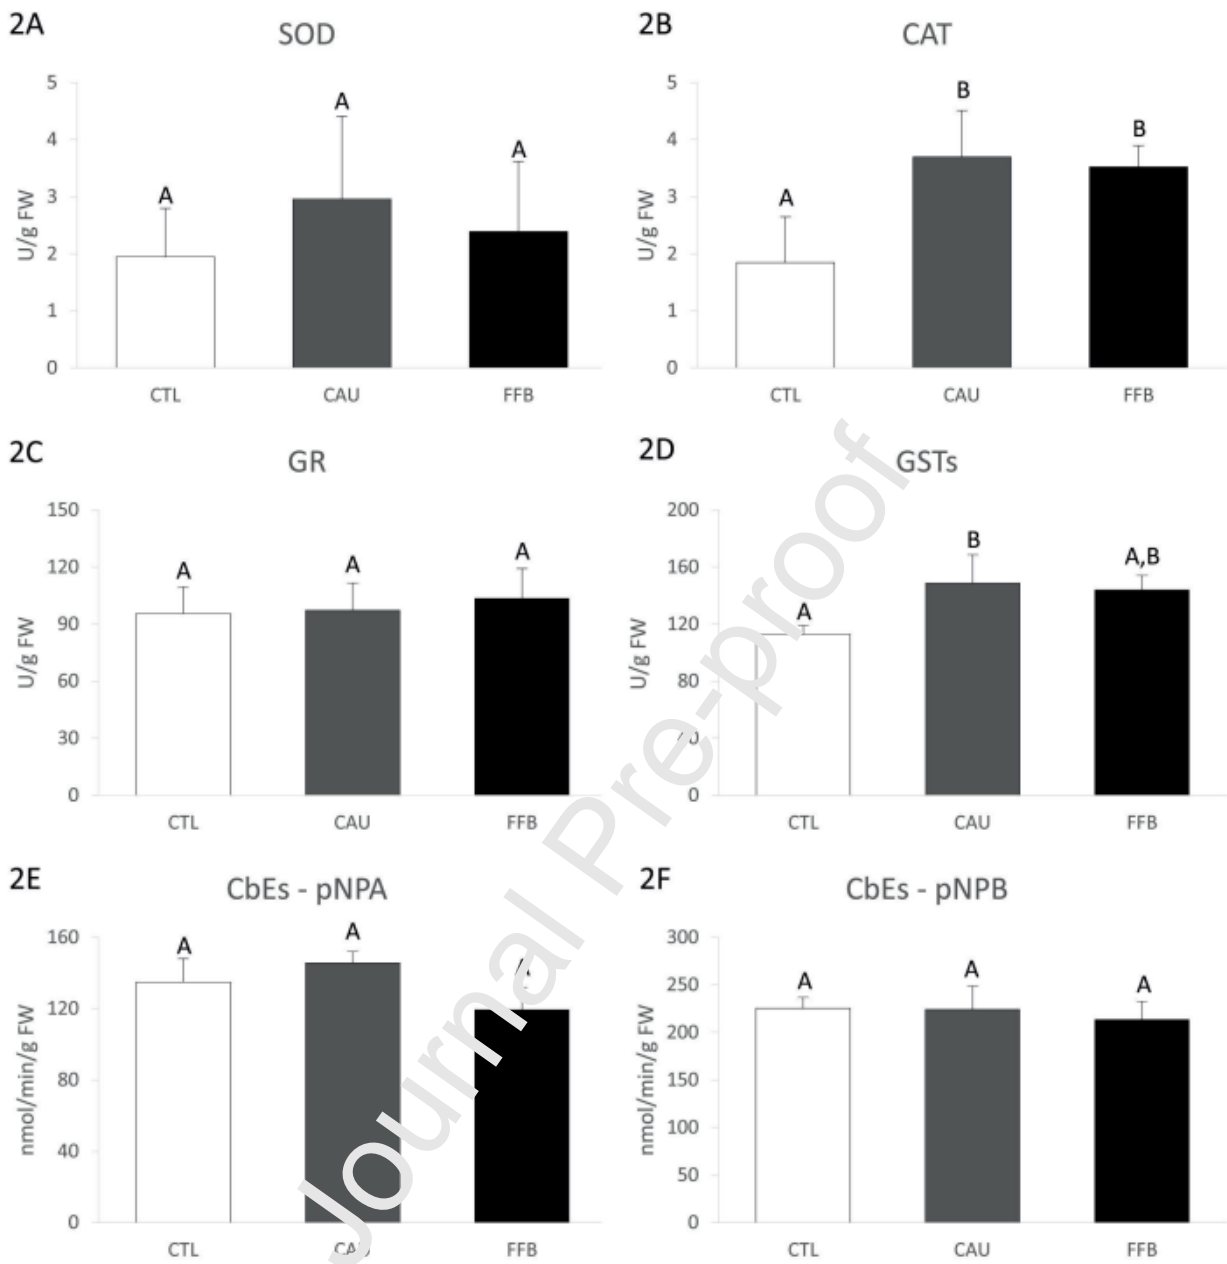 2A
SOD
5
4
3
2
1
0
U/g FW
A
A
A
CTL CAU FFB
2B
CAT
5
4
3
2
1
0
U/g FW
A
B
B
CTL CAU FFB
2C
GR
150
120
90
60
30
0
U/g FW
A
A
A
CTL CAU FFB
2D
GSTs
200
160
120
80
40
0
U/g FW
A
B
A,B
CTL CAU FFB
2E
CbEs - pNPA
160
120
80
40
0
nmol/min/g FW
A
A
A
CTL CAU FFB
2F
CbEs - pNPB
300
250
200
150
100
50
0
nmol/min/g FW
A
A
A
CTL CAU FFB
Journal Pre-proof